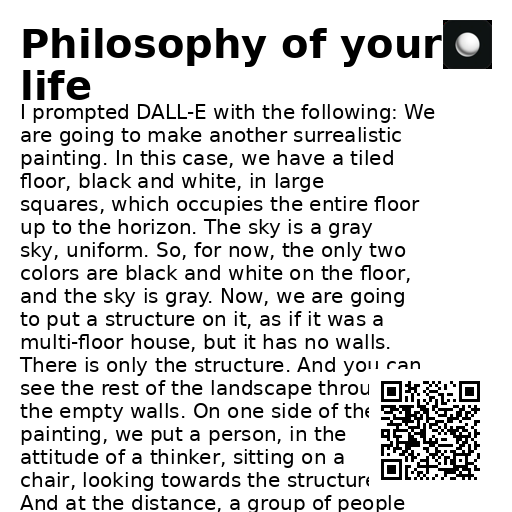 Philosophy of your
life
I prompted DALL-E with the following: We
are going to make another surrealistic
painting. In this case, we have a tiled
floor, black and white, in large
squares, which occupies the entire floor
up to the horizon. The sky is a gray
sky, uniform. So, for now, the only two
colors are black and white on the floor,
and the sky is gray. Now, we are going
to put a structure on it, as if it was a
multi-floor house, but it has no walls.
There is only the structure. And you can
see the rest of the landscape throu
the empty walls. On one side of the
painting, we put a person, in the
attitude of a thinker, sitting on a
chair, looking towards the structure
And at the distance, a group of people